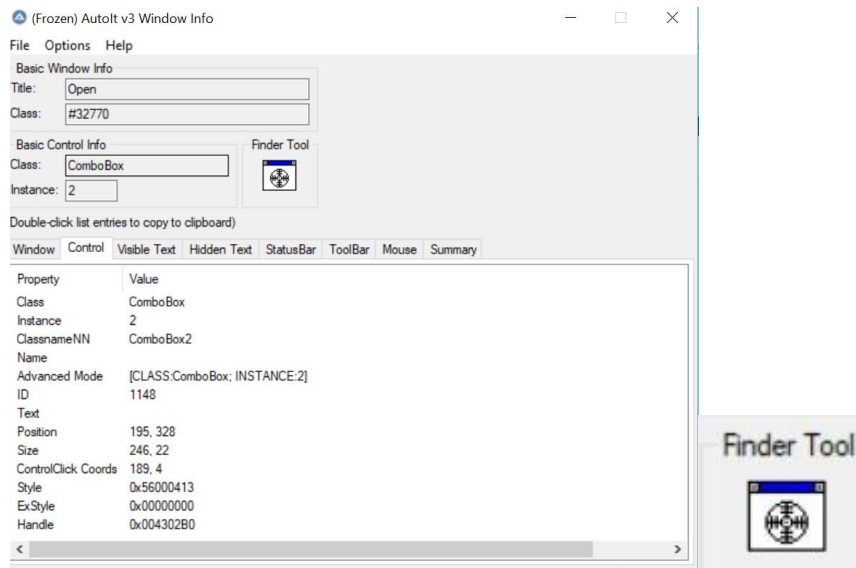 (Frozen) AutoIt v3 Window Info
File Options Help
Basic Window Info
Title: Open
Class: #32770
Basic Control Info
Finder Tool
Class: ComboBox
Instance: 2
Double-click list entries to copy to clipboard)
Window Control Visible Text Hidden Text StatusBar ToolBar Mouse Summary
Property Value
Class ComboBox
Instance 2
ClassnameNN ComboBox2
Name
Advanced Mode [CLASS:ComboBox; INSTANCE:2]
ID 1148
Text
Position 195, 328
Size 246, 22
ControlClick Coords 189, 4
Style 0x56000413
ExStyle 0x00000000
Handle 0x004302B0
Finder Tool